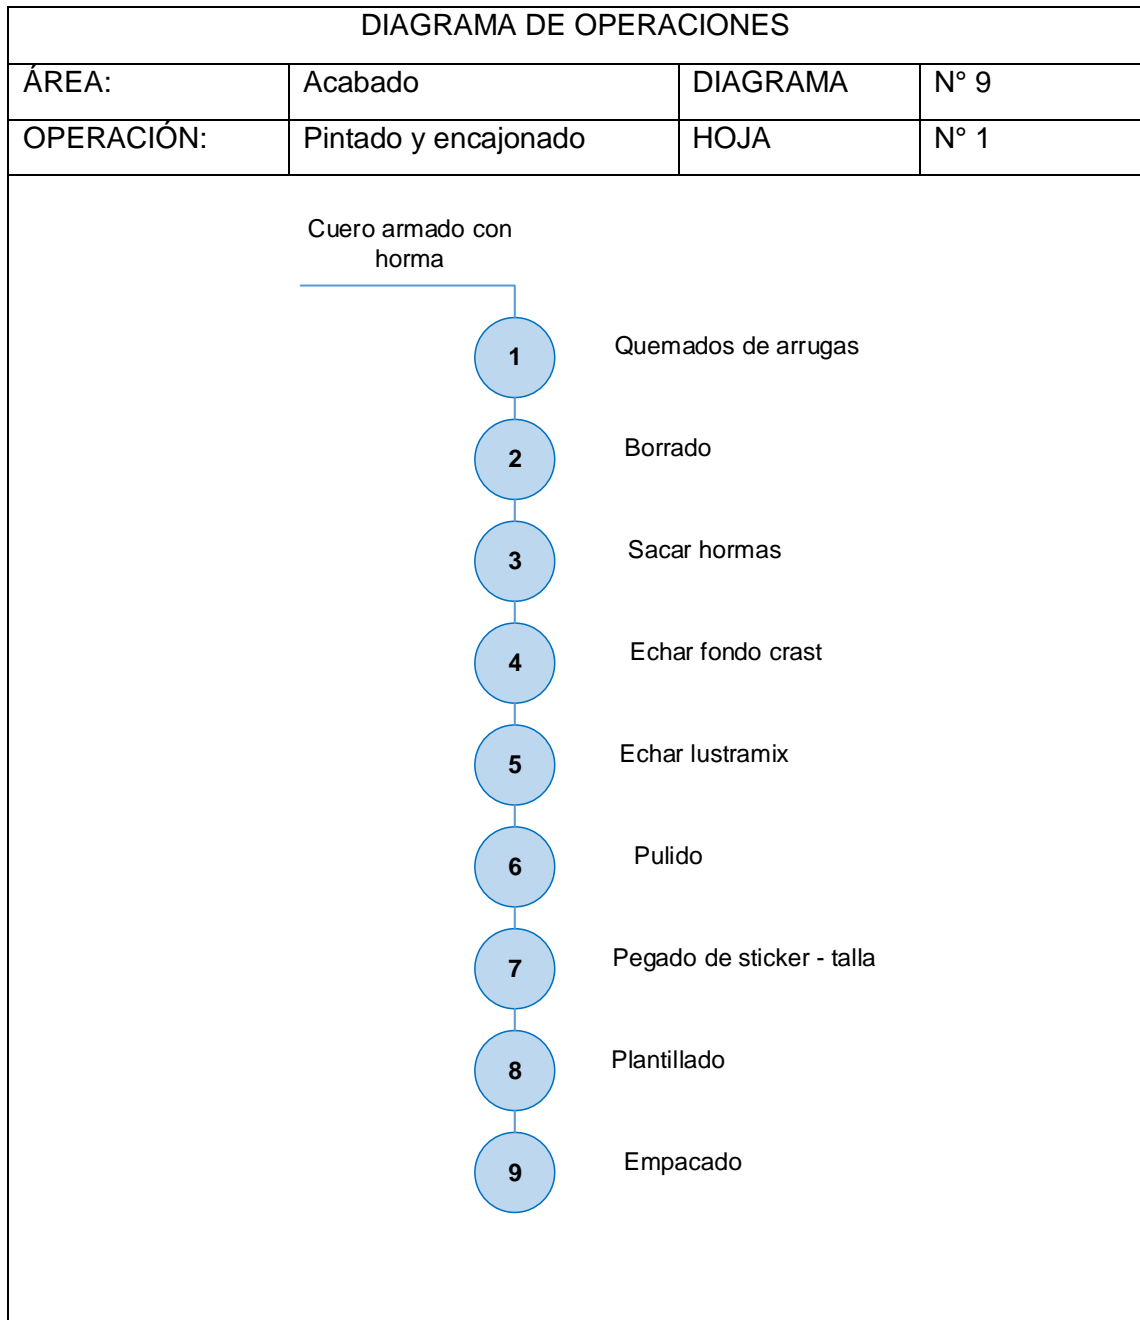 DIAGRAMA DE OPERACIONES
ÁREA: Acabado DIAGRAMA N° 9
OPERACIÓN: Pintado y encajonado HOJA N° 1
Cuero armado con
horma
1 Quemados de arrugas
2 Borrado
3 Sacar hormas
4 Echar fondo crast
5 Echar lustramix
6 Pulido
7 Pegado de sticker - talla
8 Plantillado
9 Empacado